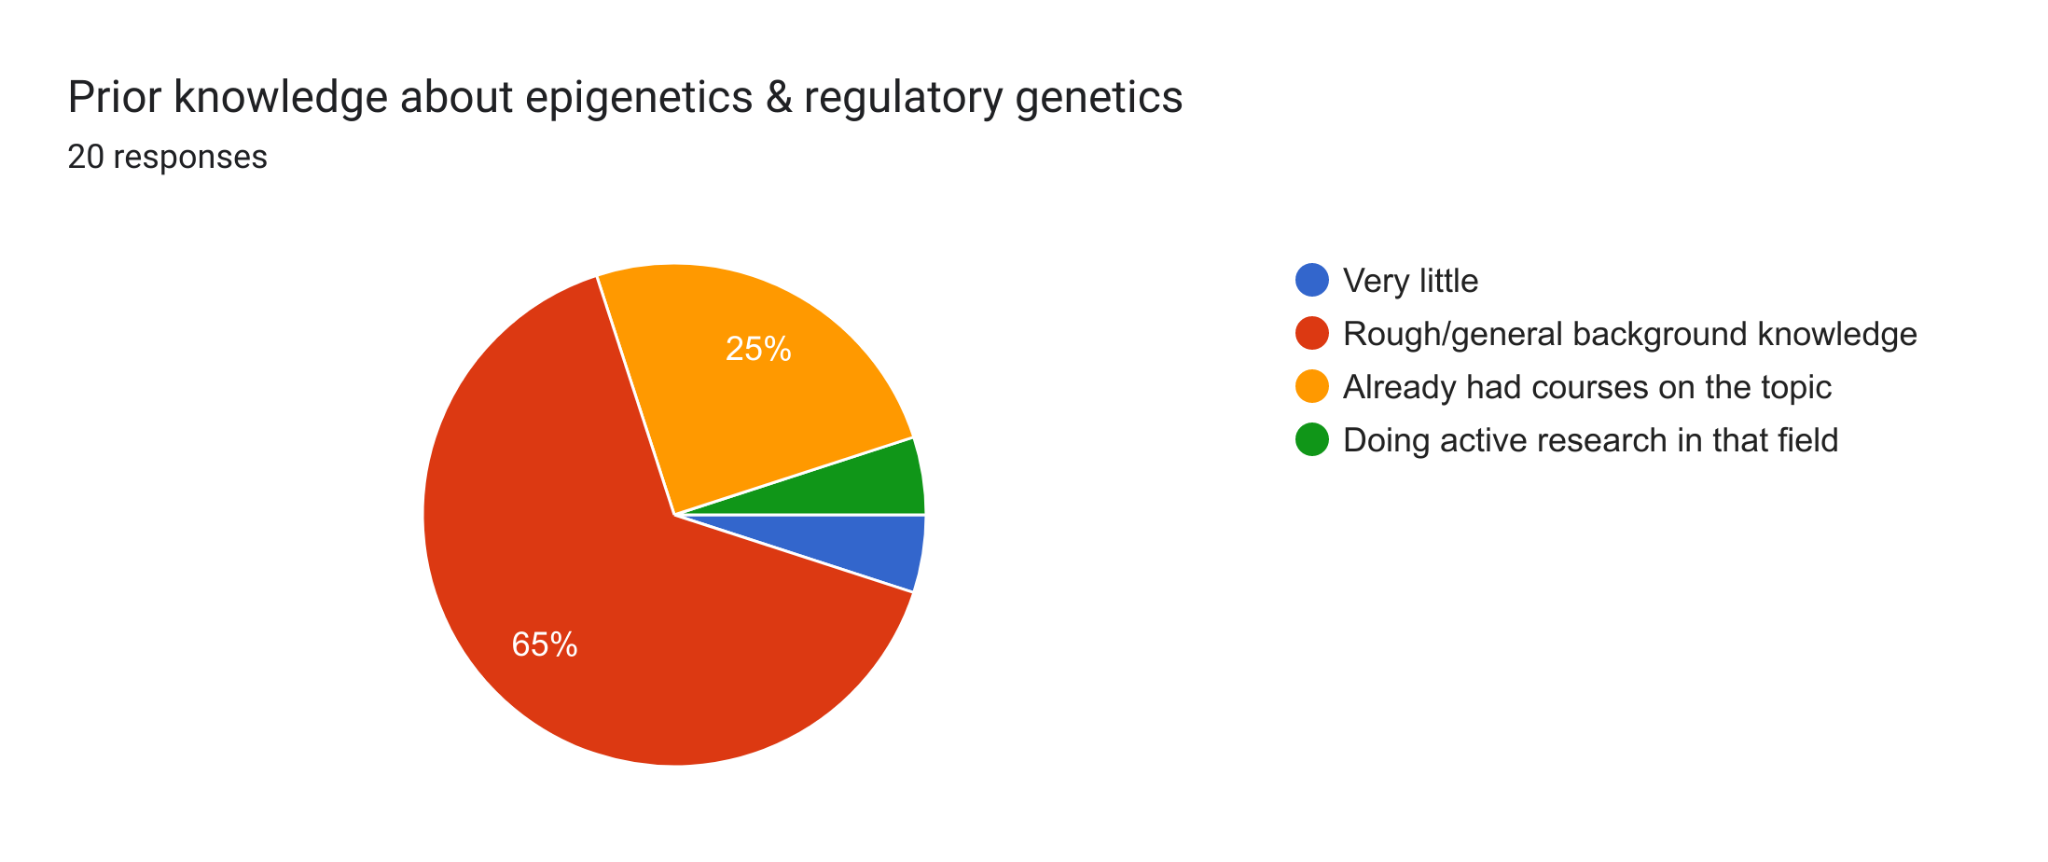 Prior knowledge about epigenetics & regulatory genetics
20 responses
25%
65%
Very little
Rough/general background knowledge
Already had courses on the topic
Doing active research in that field